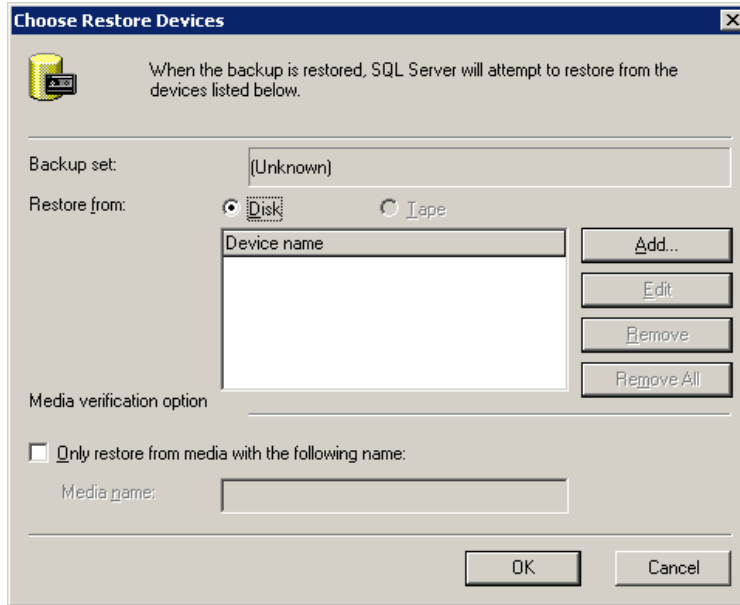 Choose Restore Devices
When the backup is restored, SQL Server will attempt to restore from the
devices listed below.
Backup set:
(Unknown)
Restore from:
Disk
Tape
Device name
Add...
Edit
Remove
Remove All
Media verification option
Only restore from media with the following name:
Media name:
OK
Cancel